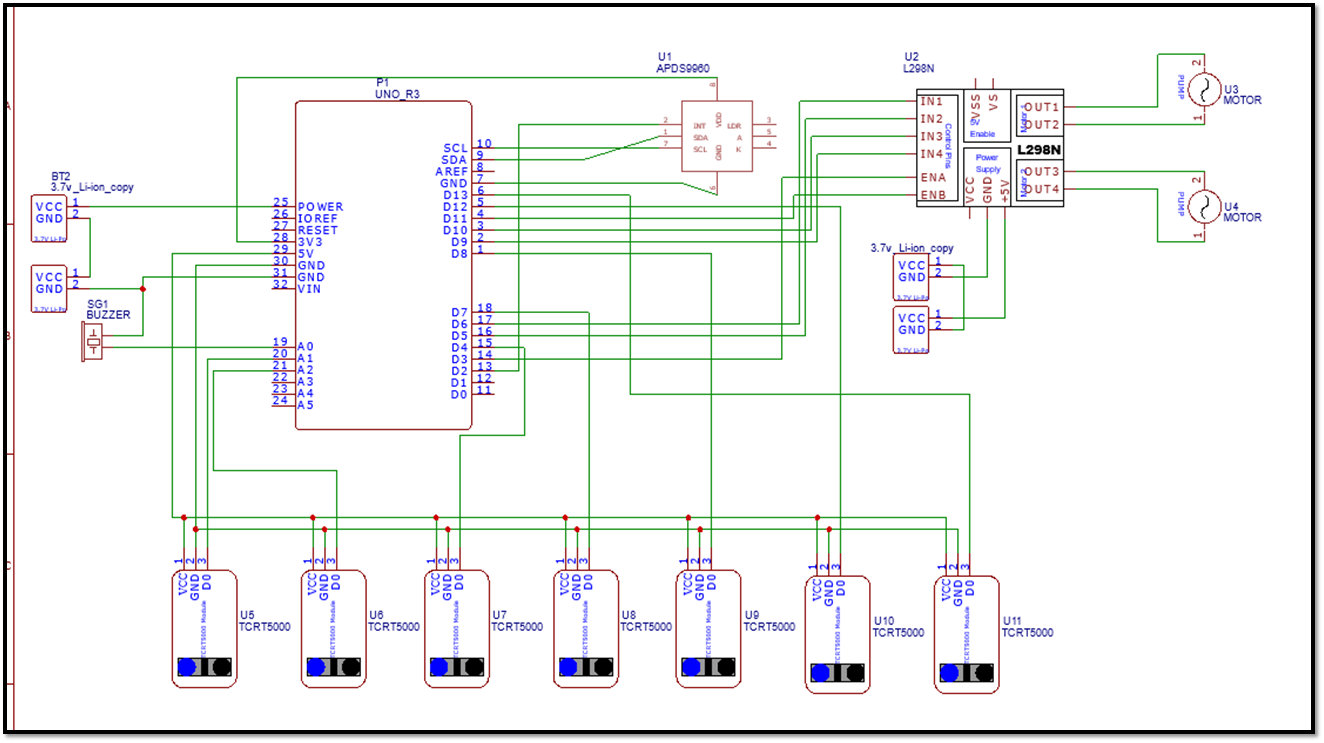 A
B
C
P1
UNO_R3
25 POWER
26 IOREF
27 RESET
28 3V3
29 5V
30 GND
31 GND
32 VIN
19 A0
20 A1
21 A2
22 A3
23 A4
24 A5
SCL 10
SDA 9
AREF 8
GND 7
D13 6
D12 5
D11 4
D10 3
D9 2
D8 1
D7 18
D6 17
D5 16
D4 15
D3 14
D2 13
D1 12
D0 11
BT2
3.7v_Li-ion_copy
VCC 1
GND 2
3.7V Li-Po
VCC 1
GND 2
3.7V Li-Po
SG1
BUZZER
U1
APDS9960
8
2 INT VDD LDR 3
1 SDA A 5
7 SCL GND K 4
6
U2
L298N
IN1
IN2
IN3
IN4
ENA
ENB
Control Pins
VSS
VS
5V
Enable
Power
Supply
VCC
GND
+5V
Motor 1
OUT1
OUT2
L298N
Motor 2
OUT3
OUT4
2
PUMP
1
U3
MOTOR
2
PUMP
1
U4
MOTOR
3.7v_Li-ion_copy
VCC 1
GND 2
3.7V Li-Po
VCC 1
GND 2
3.7V Li-Po
1 2 3
VCC GND D0
TCRT5000 Module
U5
TCRT5000
1 2 3
VCC GND D0
TCRT5000 Module
U6
TCRT5000
1 2 3
VCC GND D0
TCRT5000 Module
U7
TCRT5000
1 2 3
VCC GND D0
TCRT5000 Module
U8
TCRT5000
1 2 3
VCC GND D0
TCRT5000 Module
U9
TCRT5000
1 2 3
VCC GND D0
TCRT5000 Module
U10
TCRT5000
1 2 3
VCC GND D0
TCRT5000 Module
U11
TCRT5000